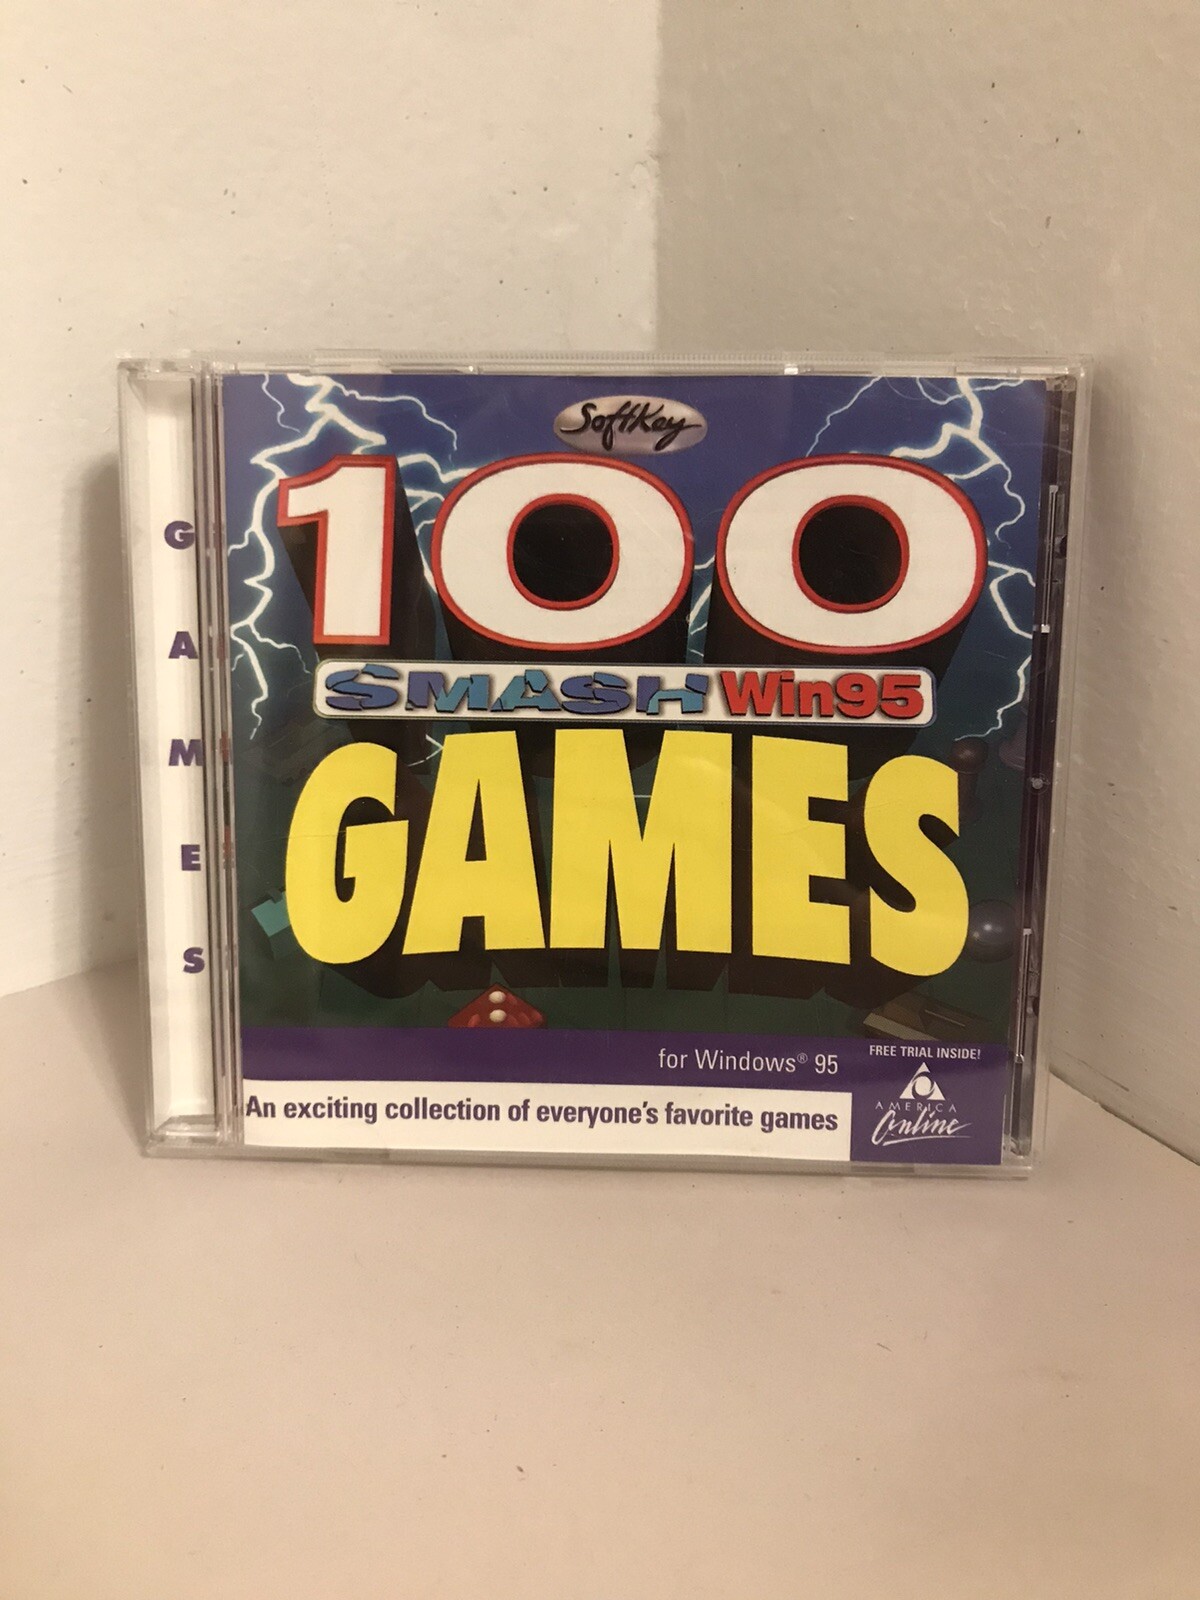 SoftKey
100
SMASH Win95
GAMES
for Windows® 95
An exciting collection of everyone's favorite games
FREE TRIAL INSIDE!
AMERICA
Online
GAMES